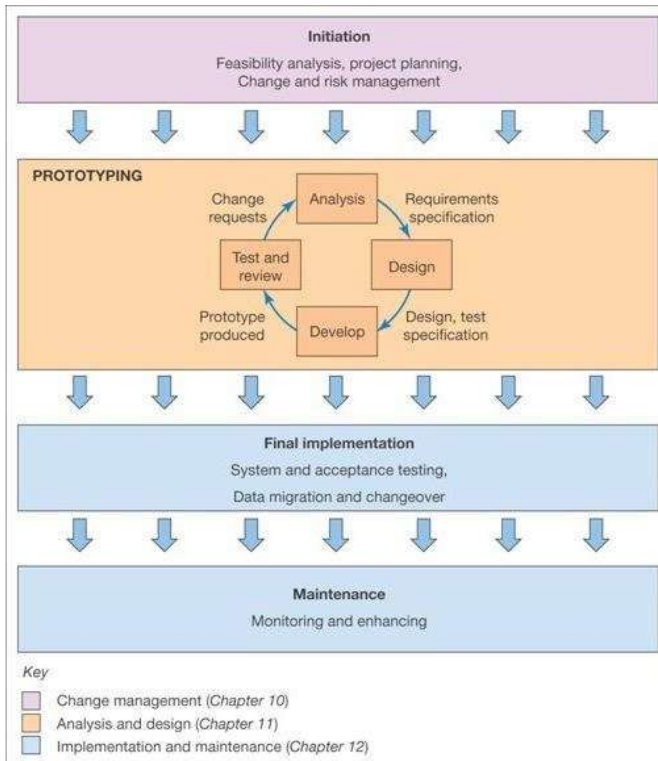 Initiation
Feasibility analysis, project planning,
Change and risk management
PROTOTYPING
Change
requests
Analysis
Requirements
specification
Test and
review
Design
Prototype
produced
Develop
Design, test
specification
Final implementation
System and acceptance testing,
Data migration and changeover
Maintenance
Monitoring and enhancing
Key
Change management (Chapter 10)
Analysis and design (Chapter 11)
Implementation and maintenance (Chapter 12)